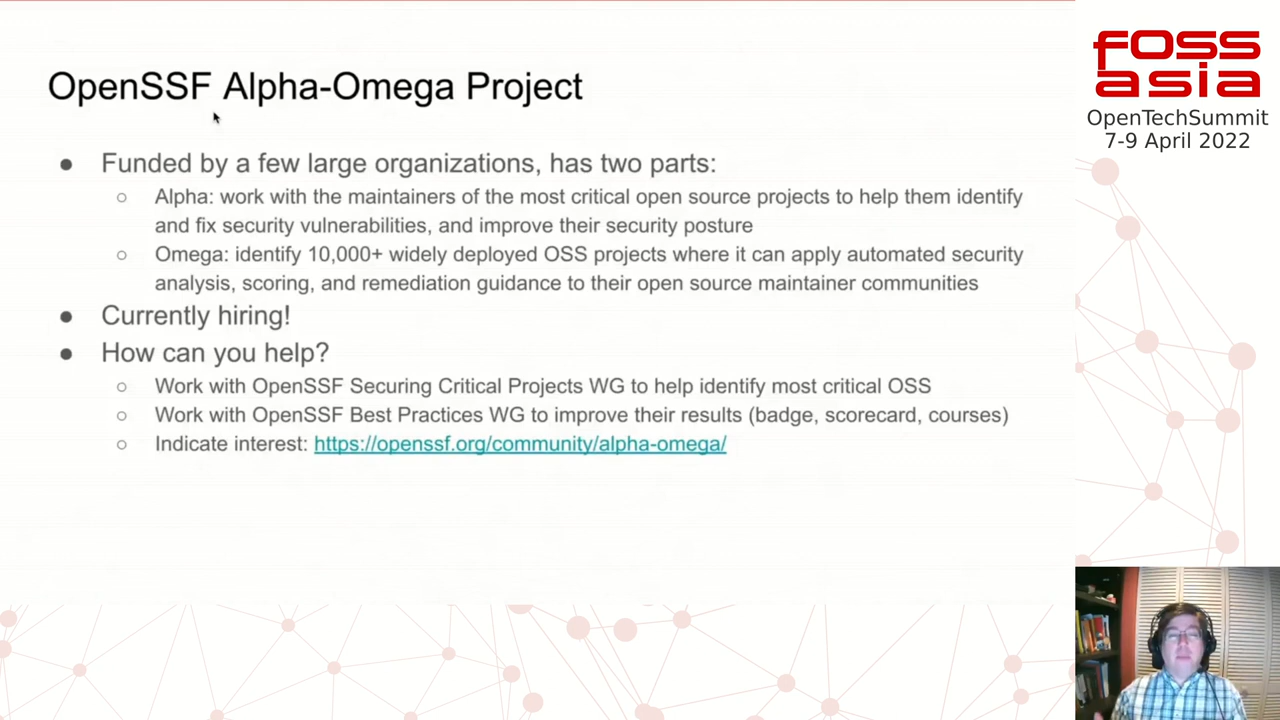 OpenSSF Alpha-Omega Project
● Funded by a few large organizations, has two parts:
○ Alpha: work with the maintainers of the most critical open source projects to help them identify
and fix security vulnerabilities, and improve their security posture
○ Omega: identify 10,000+ widely deployed OSS projects where it can apply automated security
analysis, scoring, and remediation guidance to their open source maintainer communities
● Currently hiring!
● How can you help?
○ Work with OpenSSF Securing Critical Projects WG to help identify most critical OSS
○ Work with OpenSSF Best Practices WG to improve their results (badge, scorecard, courses)
○ Indicate interest: https://openssf.org/community/alpha-omega/
foss
asia
OpenTechSummit
7-9 April 2022